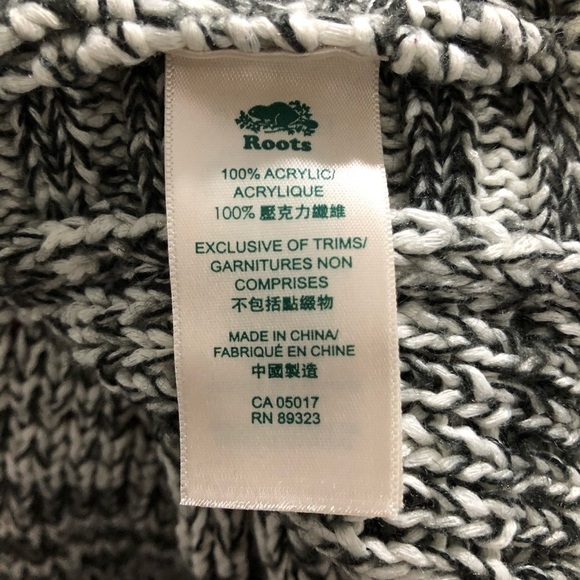 Roots
100% ACRYLIC/
ACRYLIQUE
100% 壓克力纖維
EXCLUSIVE OF TRIMS/
GARNITURES NON
COMPRISES
不包括點綴物
MADE IN CHINA/
FABRIQUÉ EN CHINE
中國製造
CA 05017
RN 89323